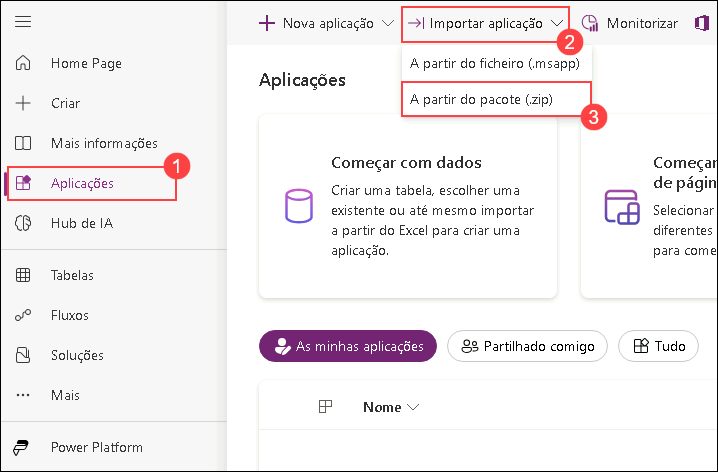 Nova aplicação
Importar aplicação
Monitorizar
2
A partir do ficheiro (.msapp)
A partir do pacote (.zip)
3
Home Page
Criar
Mais informações
1
Aplicações
Hub de IA
Tabelas
Fluxos
Soluções
Mais
Power Platform
Aplicações
Começar com dados
Criar uma tabela, escolher uma
existente ou até mesmo importar
a partir do Excel para criar uma
aplicação.
Começar
de págin
Selecionar
diferentes
para come
As minhas aplicações
Partilhado comigo
Tudo
Nome